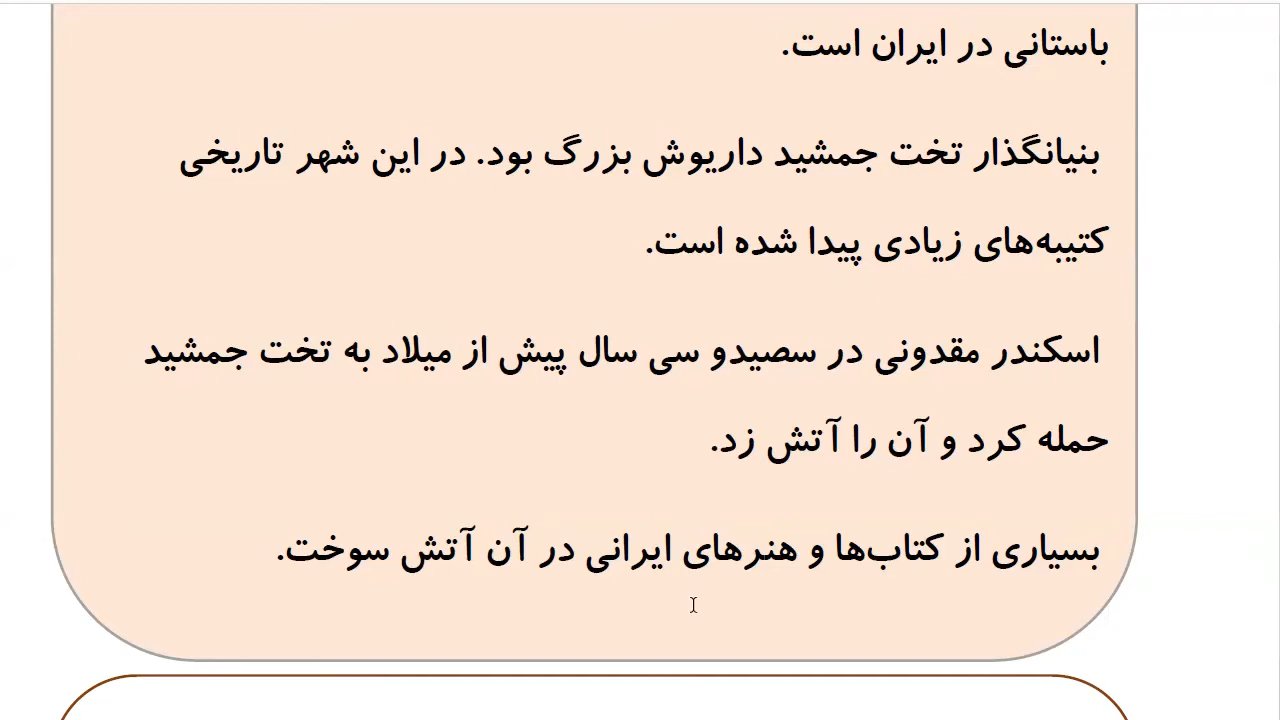 باستانی در ایران است.
بنیانگذار تخت جمشید داریوش بزرگ بود. در این شهر تاریخی
کتیبه‌های زیادی پیدا شده است.
اسکندر مقدونی در سصیدو سی سال پیش از میلاد به تخت جمشید
حمله کرد و آن را آتش زد.
بسیاری از کتاب‌ها و هنرهای ایرانی در آن آتش سوخت.